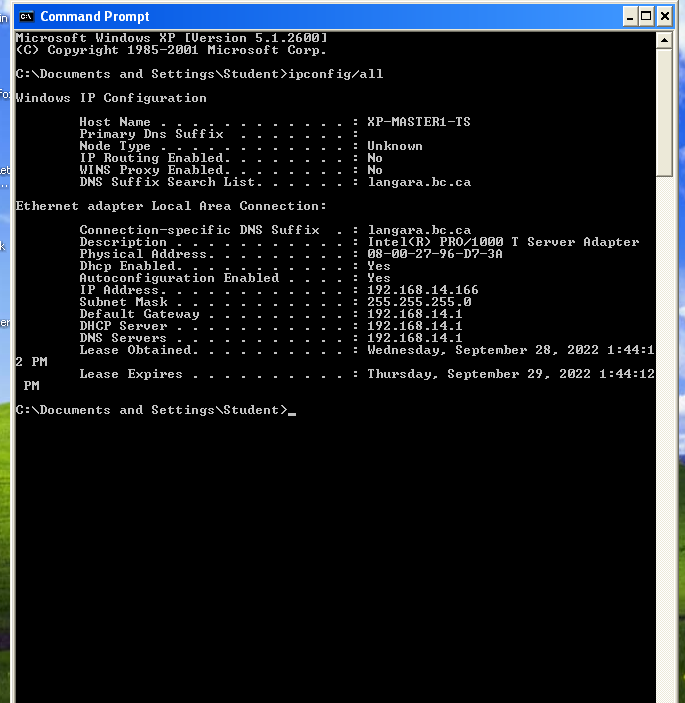 Command Prompt
Microsoft Windows XP [Version 5.1.2600]
(C) Copyright 1985-2001 Microsoft Corp.
C:\Documents and Settings\Student>ipconfig/all
Windows IP Configuration
Host Name . . . . . . . . . . . . : XP-MASTER1-TS
Primary Dns Suffix  . . . . . . . :
Node Type . . . . . . . . . . . . : Unknown
IP Routing Enabled. . . . . . . . : No
WINS Proxy Enabled. . . . . . . . : No
DNS Suffix Search List. . . . . . : langara.bc.ca
Ethernet adapter Local Area Connection:
Connection-specific DNS Suffix  . : langara.bc.ca
Description . . . . . . . . . . . : Intel(R) PRO/1000 T Server Adapter
Physical Address. . . . . . . . . : 08-00-27-96-D7-3A
Dhcp Enabled. . . . . . . . . . . : Yes
Autoconfiguration Enabled . . . . : Yes
IP Address. . . . . . . . . . . . : 192.168.14.166
Subnet Mask . . . . . . . . . . . : 255.255.255.0
Default Gateway . . . . . . . . . : 192.168.14.1
DHCP Server . . . . . . . . . . . : 192.168.14.1
DNS Servers . . . . . . . . . . . : 192.168.14.1
Lease Obtained. . . . . . . . . . : Wednesday, September 28, 2022 1:44:1
2 PM
Lease Expires . . . . . . . . . . : Thursday, September 29, 2022 1:44:12
PM
C:\Documents and Settings\Student>_